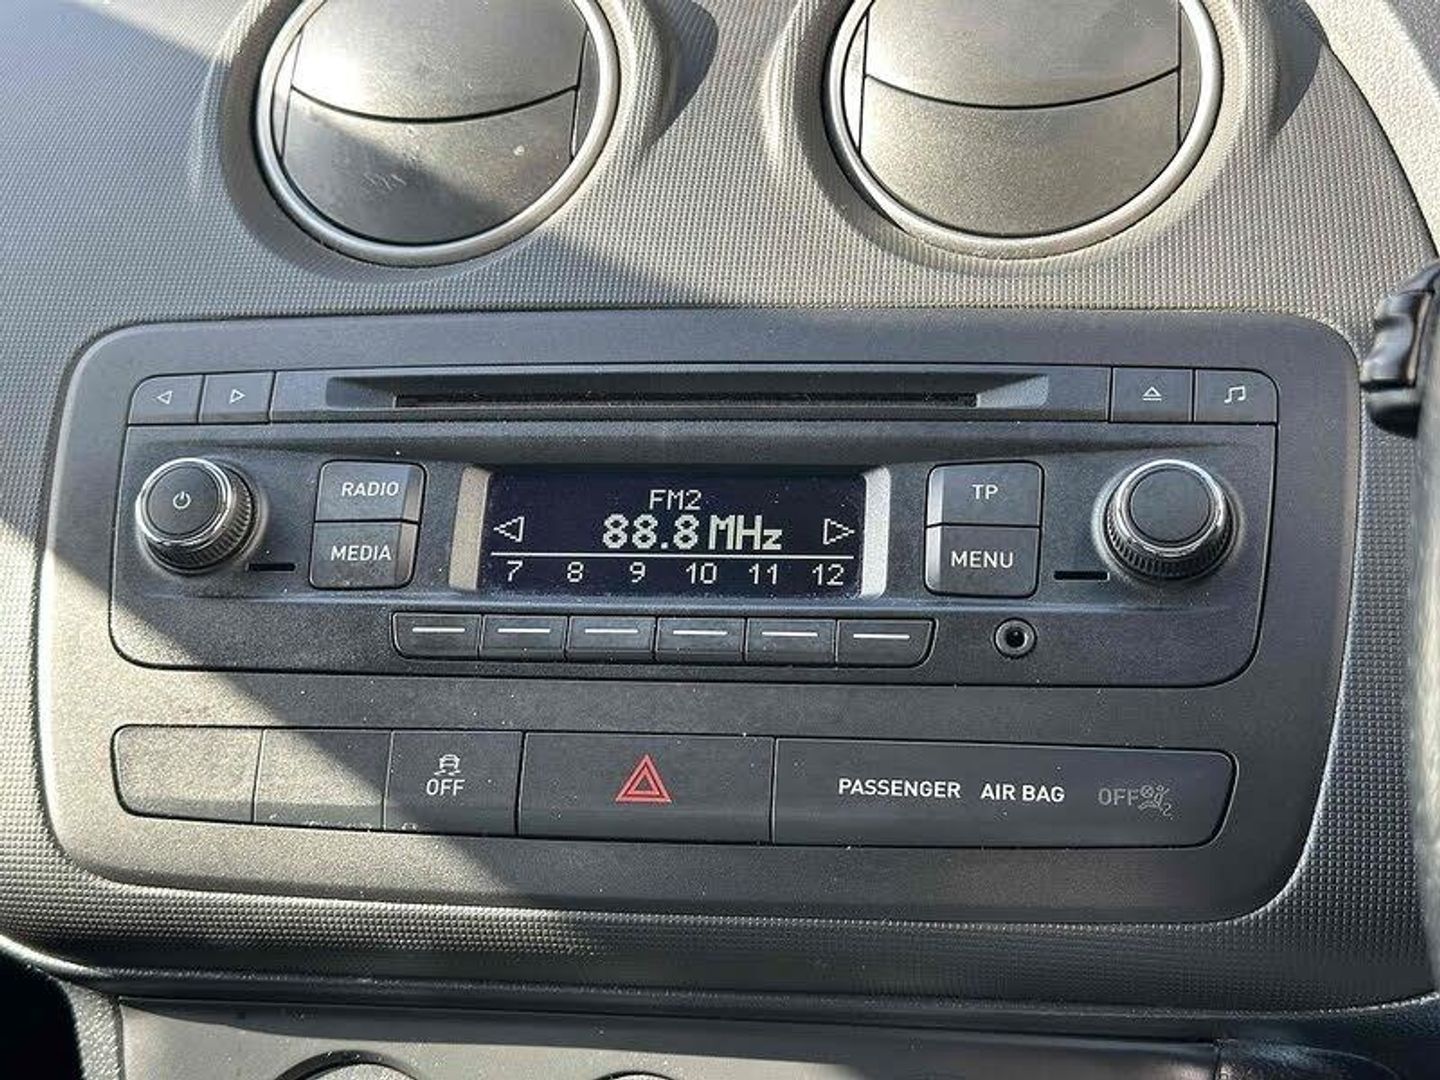 RADIO
MEDIA
FM2
88.8 MHz
7 8 9 10 11 12
TP
MENU
OFF
PASSENGER AIR BAG OFF
2